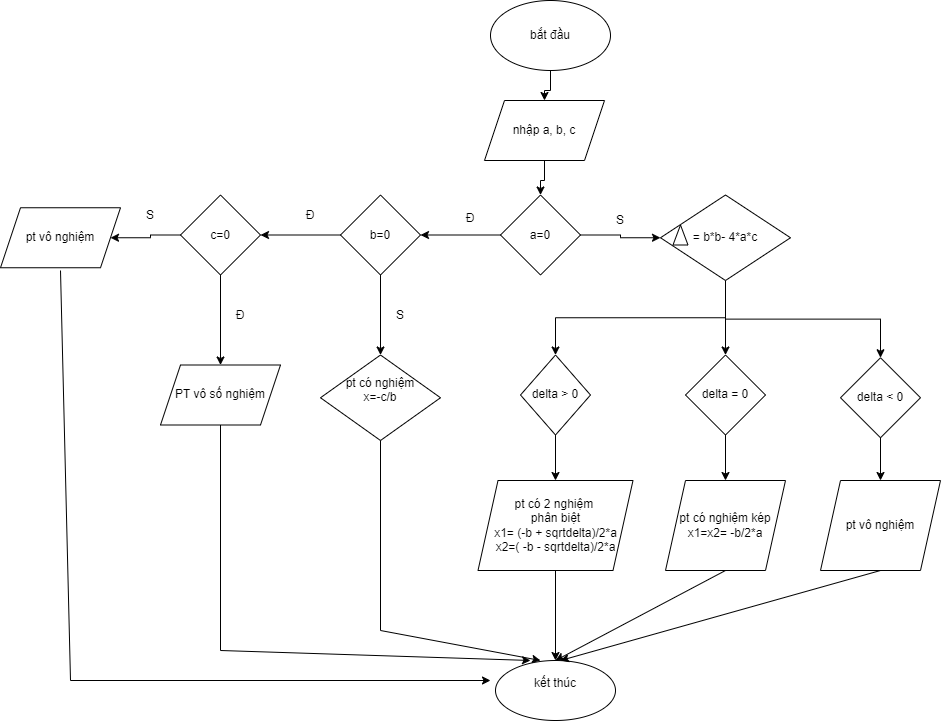 bắt đầu
nhập a, b, c
S
Đ
Đ
S
pt vô nghiệm
c=0
b=0
a=0
= b*b- 4*a*c
Đ
S
PT vô số nghiệm
pt có nghiệm
x=-c/b
delta > 0
delta = 0
delta < 0
pt có 2 nghiệm
phân biệt
x1= (-b + sqrtdelta)/2*a
x2=( -b - sqrtdelta)/2*a
pt có nghiệm kép
x1=x2= -b/2*a
pt vô nghiệm
kết thúc